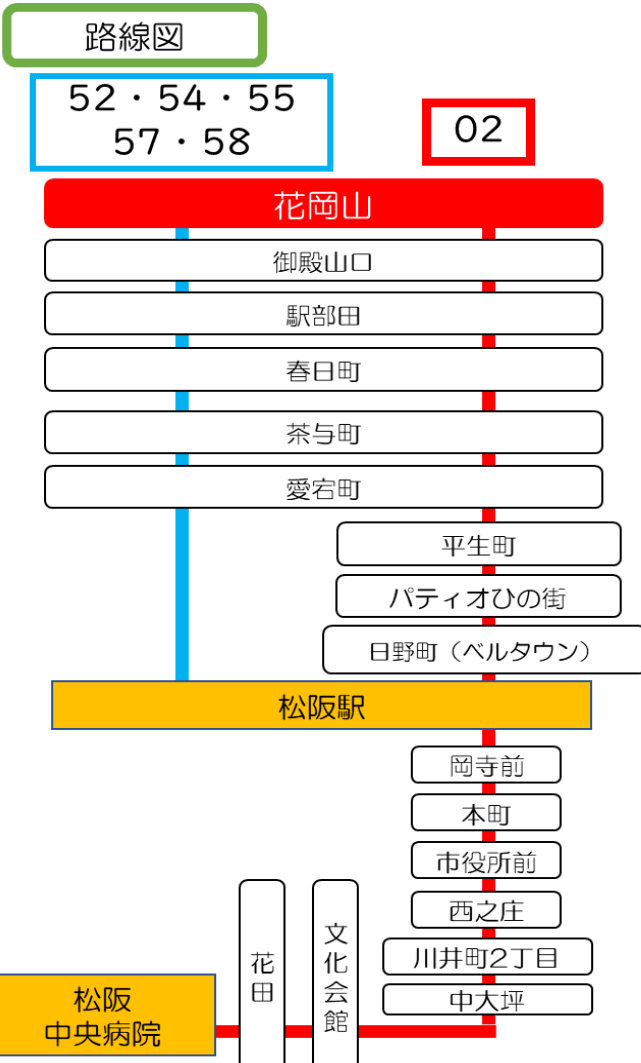 路線図
52・54・55
57・58
02
花岡山
御殿山口
駅部田
春日町
茶与町
愛宕町
平生町
パティオひの街
日野町（ベルタウン）
松阪駅
岡寺前
本町
市役所前
西之庄
川井町2丁目
中大坪
文化会館
花田
松阪
中央病院